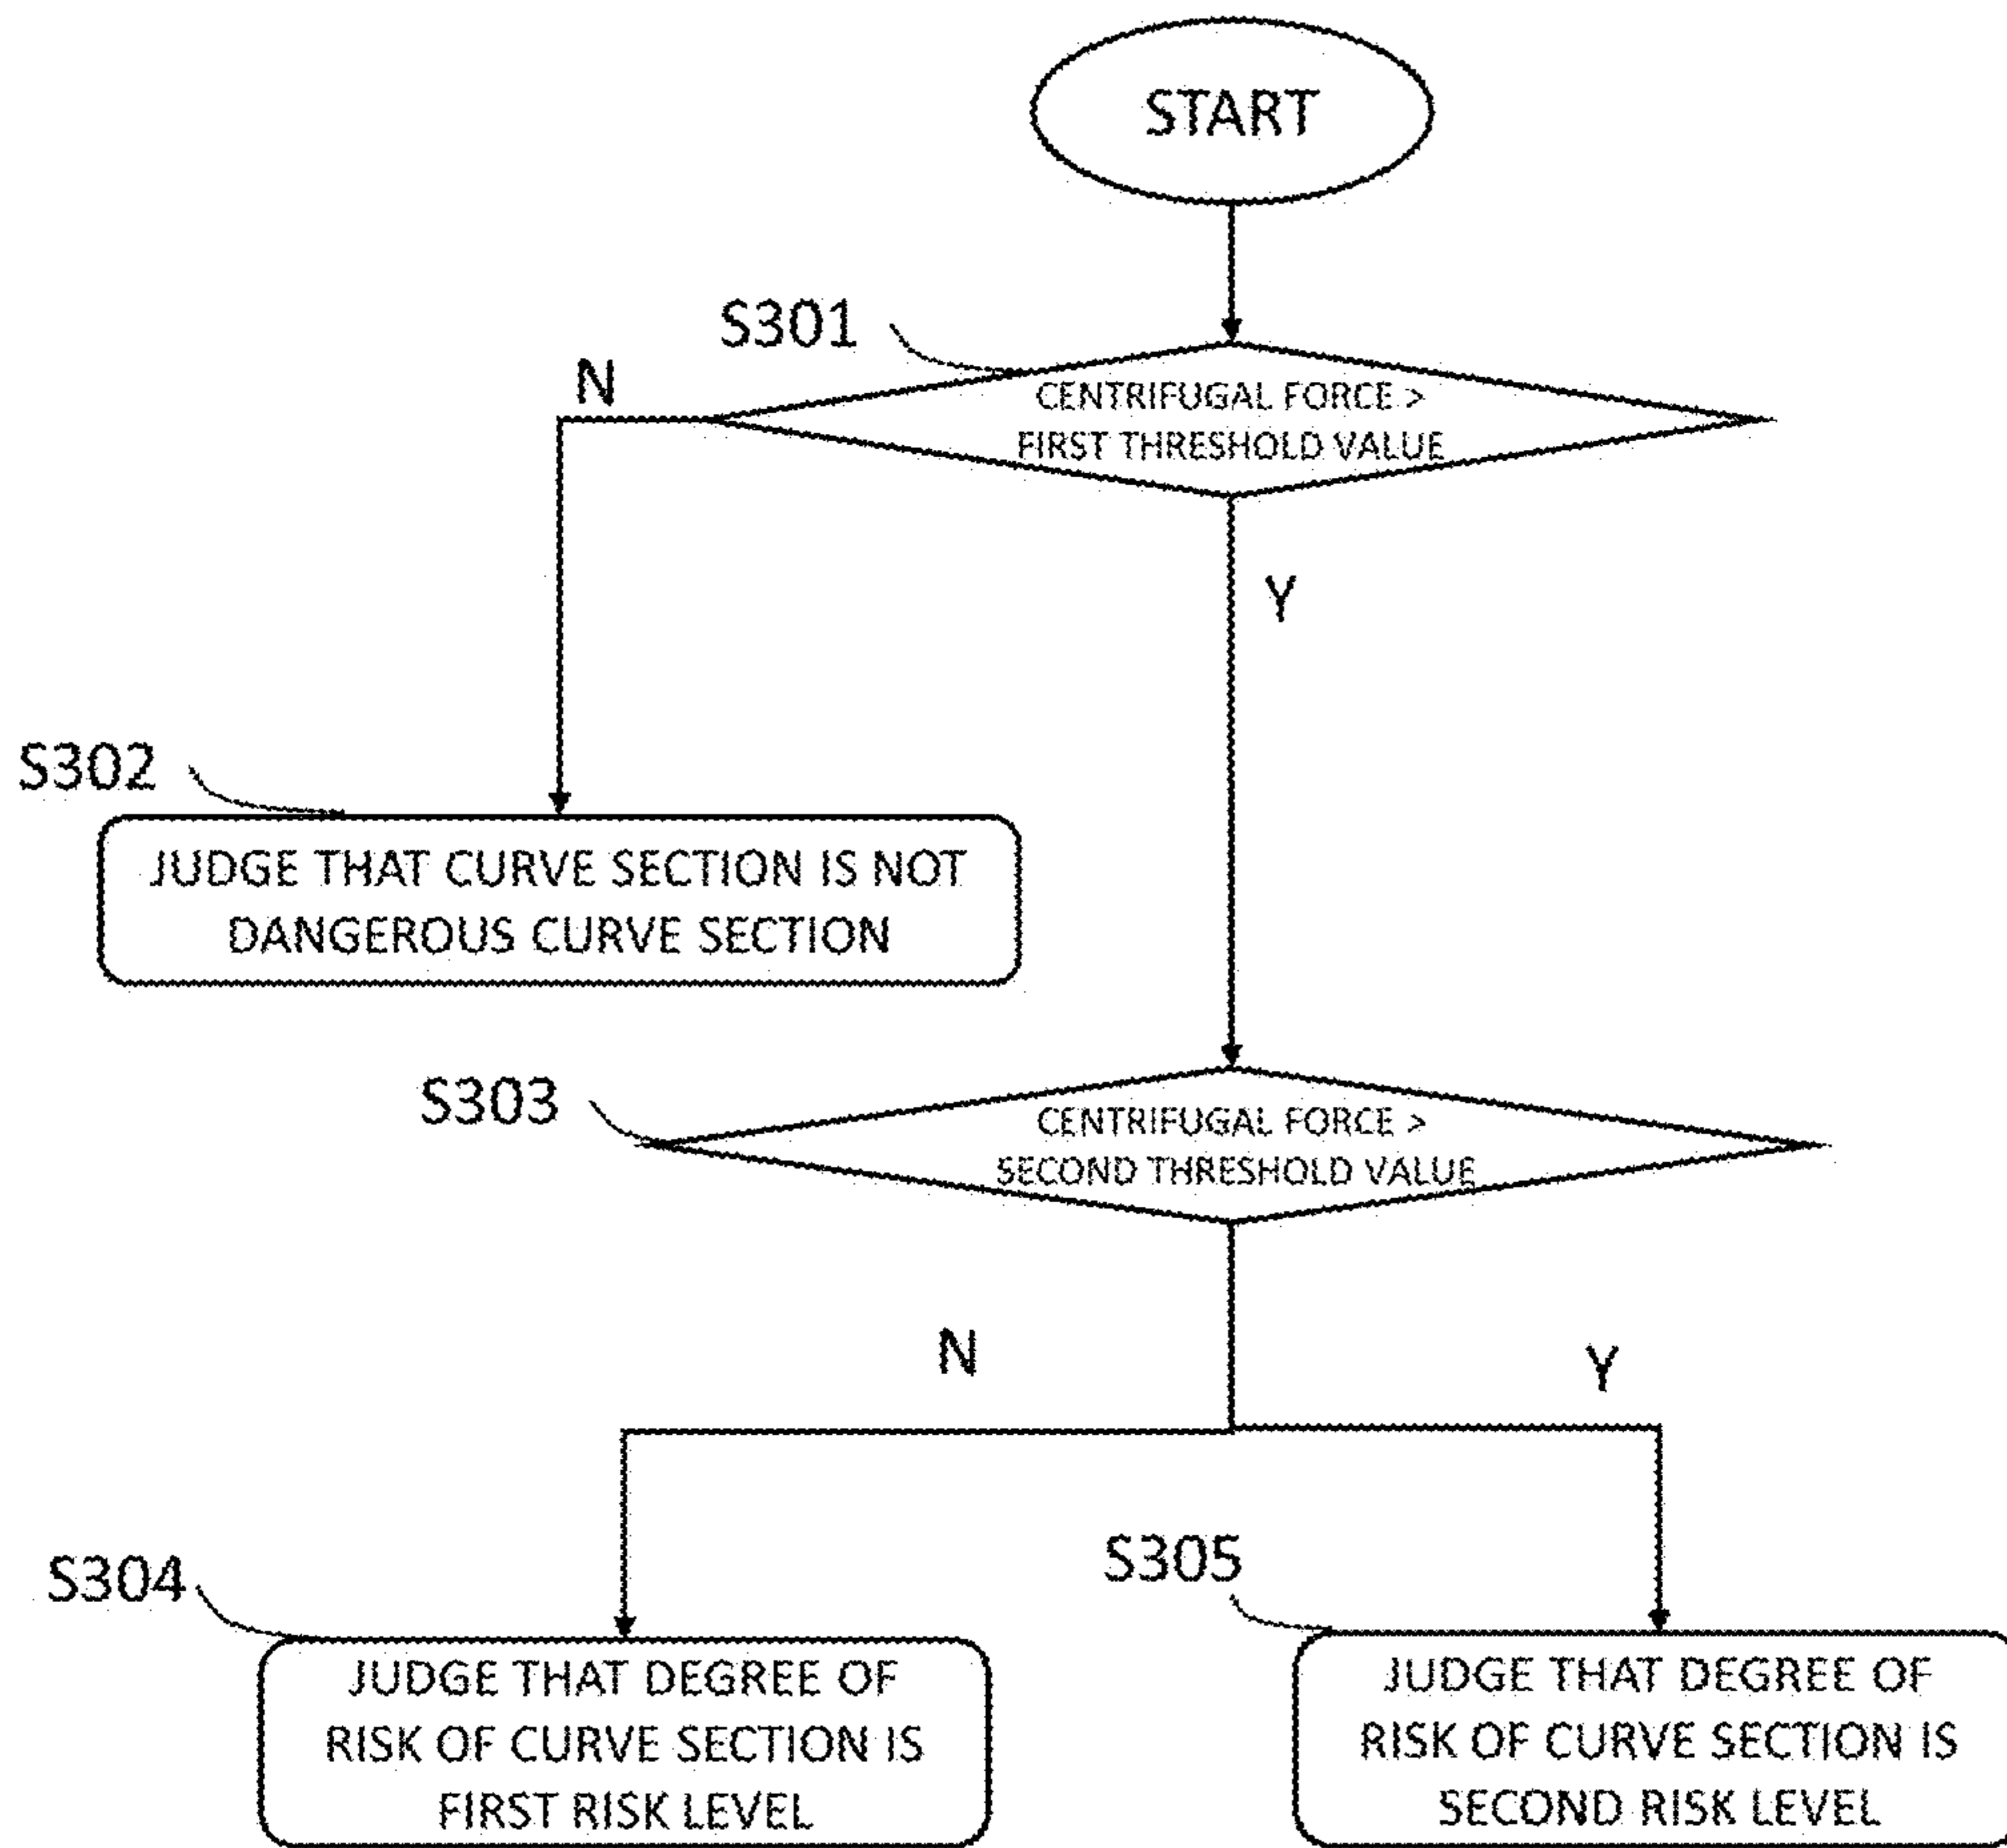 START
S301
N
CENTRIFUGAL FORCE >
FIRST THRESHOLD VALUE
Y
S302
JUDGE THAT CURVE SECTION IS NOT
DANGEROUS CURVE SECTION
S303
CENTRIFUGAL FORCE >
SECOND THRESHOLD VALUE
N
Y
S304
S305
JUDGE THAT DEGREE OF
RISK OF CURVE SECTION IS
FIRST RISK LEVEL
JUDGE THAT DEGREE OF
RISK OF CURVE SECTION IS
SECOND RISK LEVEL